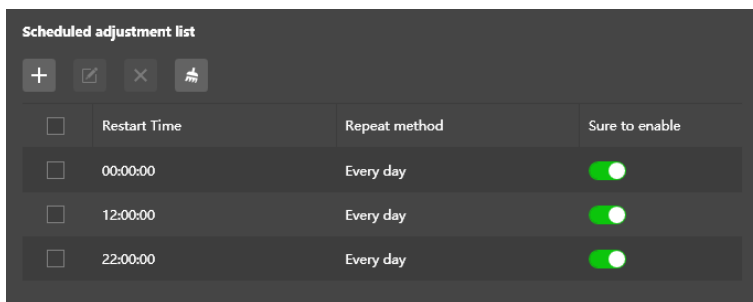 Scheduled adjustment list
Restart Time Repeat method Sure to enable
00:00:00 Every day
12:00:00 Every day
22:00:00 Every day